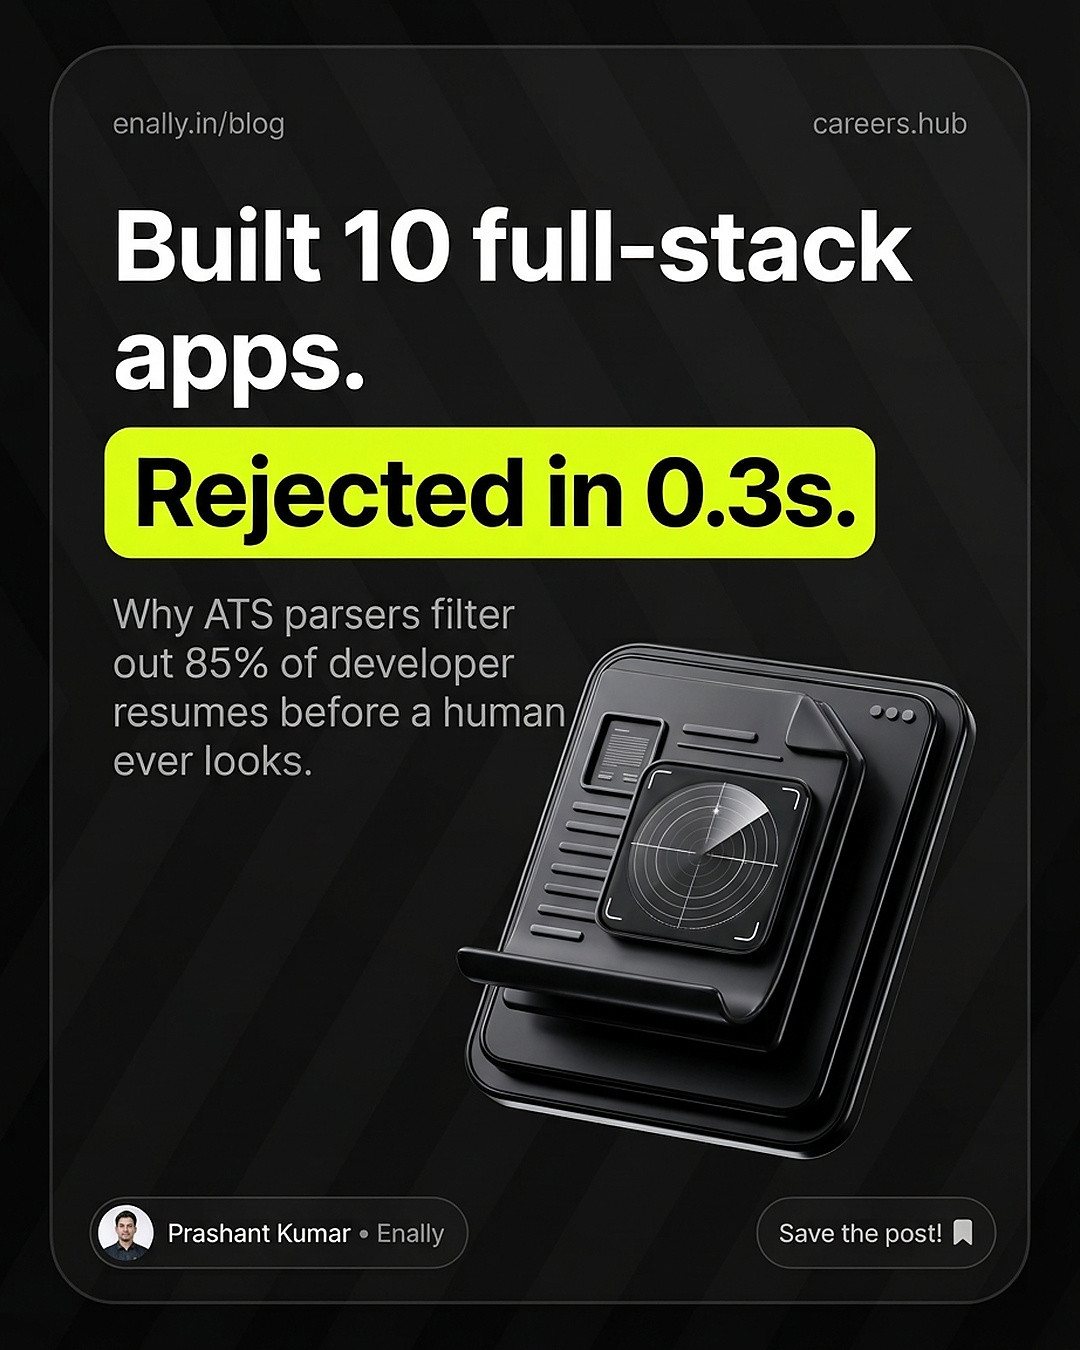 enally.in/blog
careers.hub
Built 10 full-stack
apps.
Rejected in 0.3s.
Why ATS parsers filter
out 85% of developer
resumes before a human
ever looks.
Prashant Kumar • Enally
Save the post!